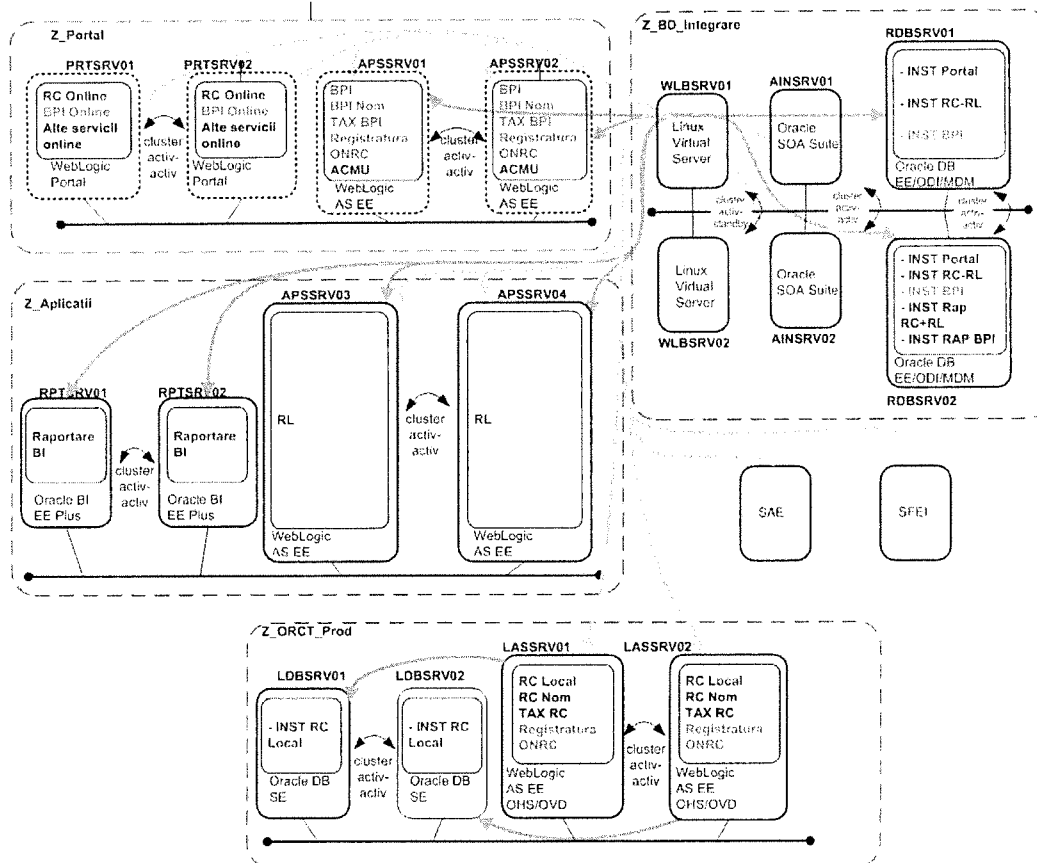 Z_Portal
PRTSRV01
RC Online
BPI Online
Alte servicii
online
WebLogic
Portal
cluster
activ-
activ
PRTSRV02
RC Online
BPI Online
Alte servicii
online
WebLogic
Portal
APSSRV01
BPI
BPI Nom
TAX BPI
Registratura
ONRC
ACMU
WebLogic
AS EE
cluster
activ-
activ
APSSRV02
BPI
BPI Nom
TAX BPI
Registratura
ONRC
ACMU
WebLogic
AS EE
Z_BD_Integrare
WLBSRV01
Linux
Virtual
Server
cluster
activ-
standby
Linux
Virtual
Server
WLBSRV02
AINSRV01
Oracle
SOA Suite
cluster
activ-
activ
Oracle
SOA Suite
AINSRV02
RDBSRV01
- INST Portal
- INST RC-RL
- INST BPI
Oracle DB
EE/ODI/MDM
cluster
activ-
activ
- INST Portal
- INST RC-RL
- INST BPI
- INST Rap
RC+RL
- INST RAP BPI
Oracle DB
EE/ODI/MDM
RDBSRV02
Z_Aplicatii
RPTSRV01
Raportare
BI
Oracle BI
EE Plus
cluster
activ-
activ
RPTSRV02
Raportare
BI
Oracle BI
EE Plus
APSSRV03
RL
WebLogic
AS EE
cluster
activ-
activ
APSSRV04
RL
WebLogic
AS EE
SAE
SFEI
Z_ORCT_Prod
LDBSRV01
- INST RC
Local
Oracle DB
SE
cluster
activ-
activ
LDBSRV02
- INST RC
Local
Oracle DB
SE
LASSRV01
RC Local
RC Nom
TAX RC
Registratura
ONRC
WebLogic
AS EE
OHS/OVD
cluster
activ-
activ
LASSRV02
RC Local
RC Nom
TAX RC
Registratura
ONRC
WebLogic
AS EE
OHS/OVD